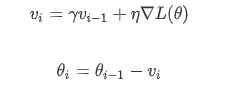 v_i = γv_{i−1} + η∇L(θ)
θ_i = θ_{i−1} − v_i